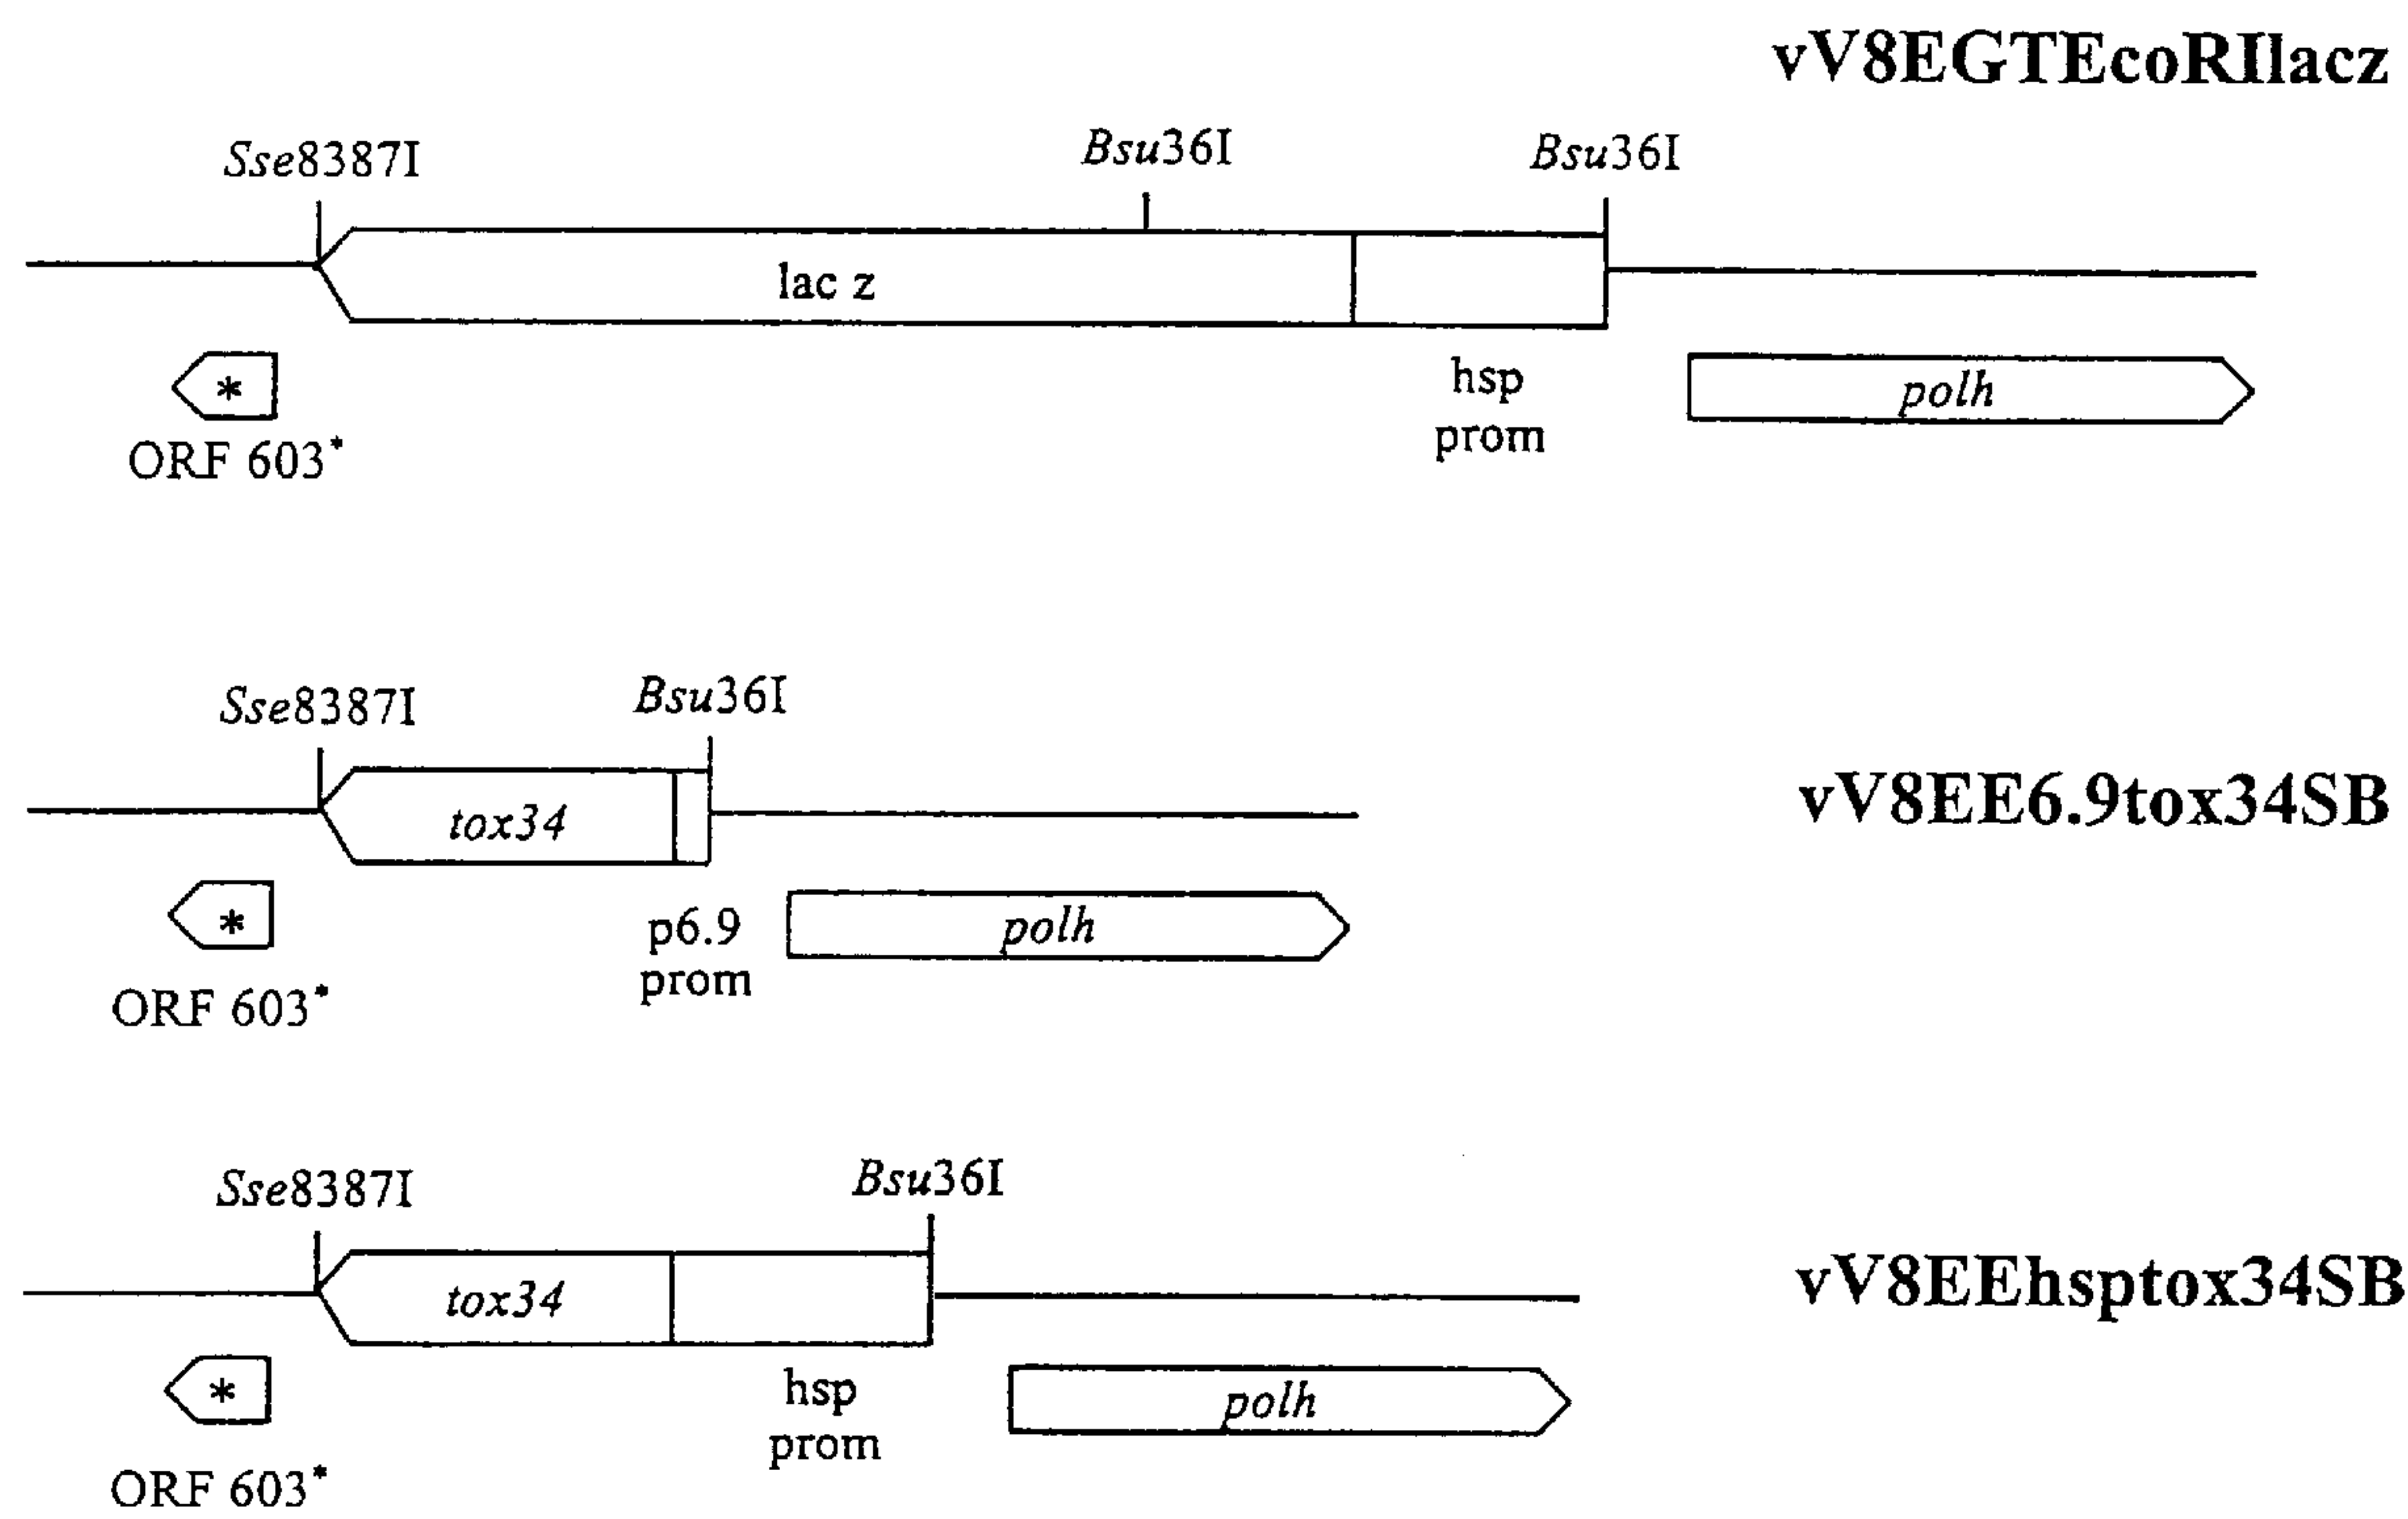 vV8EGTEcoRIlacz
Sse8387I
Bsu36I
Bsu36I
lac z
*
ORF 603*
hsp
prom
polh
vV8EE6.9tox34SB
Sse8387I
Bsu36I
tox34
*
ORF 603*
p6.9
prom
polh
vV8EEhsptox34SB
Sse8387I
Bsu36I
tox34
*
ORF 603*
hsp
prom
polh